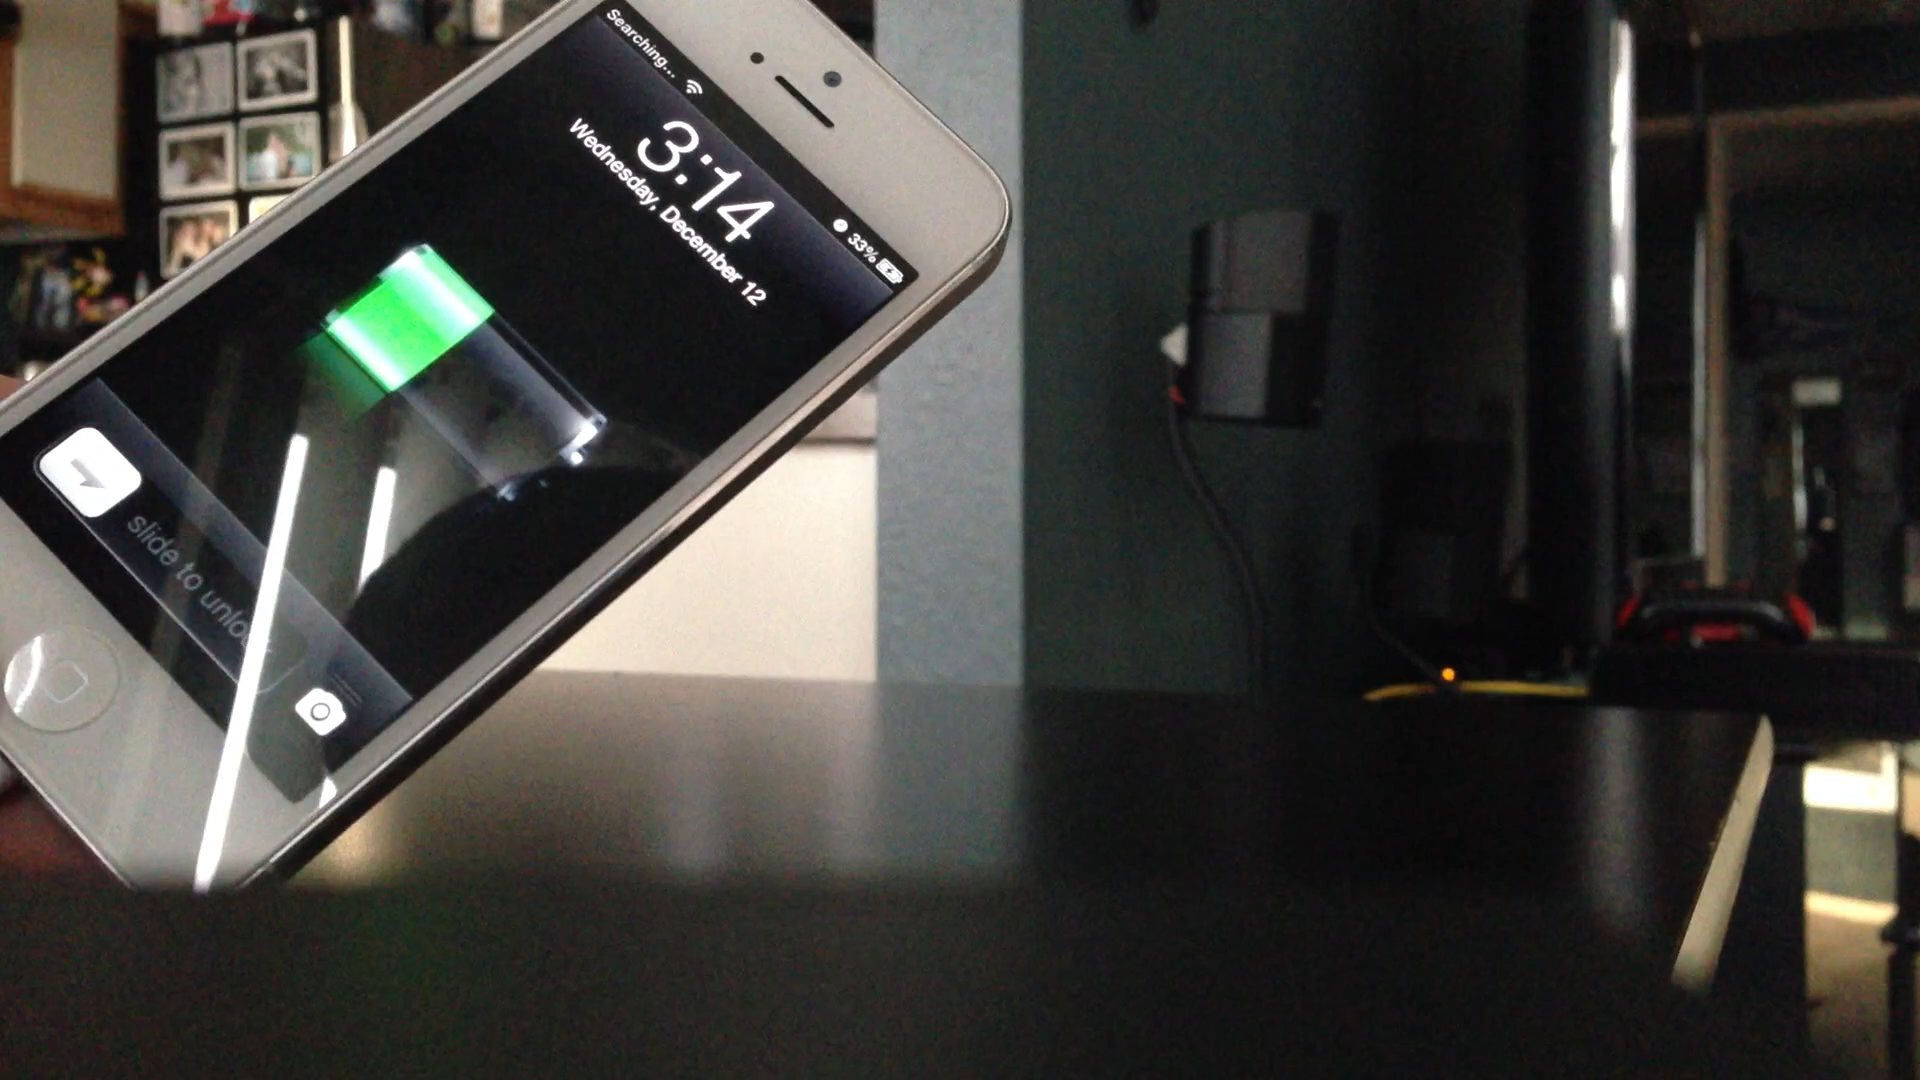 Searching...
33%
3:14
Wednesday, December 12
slide to unlo